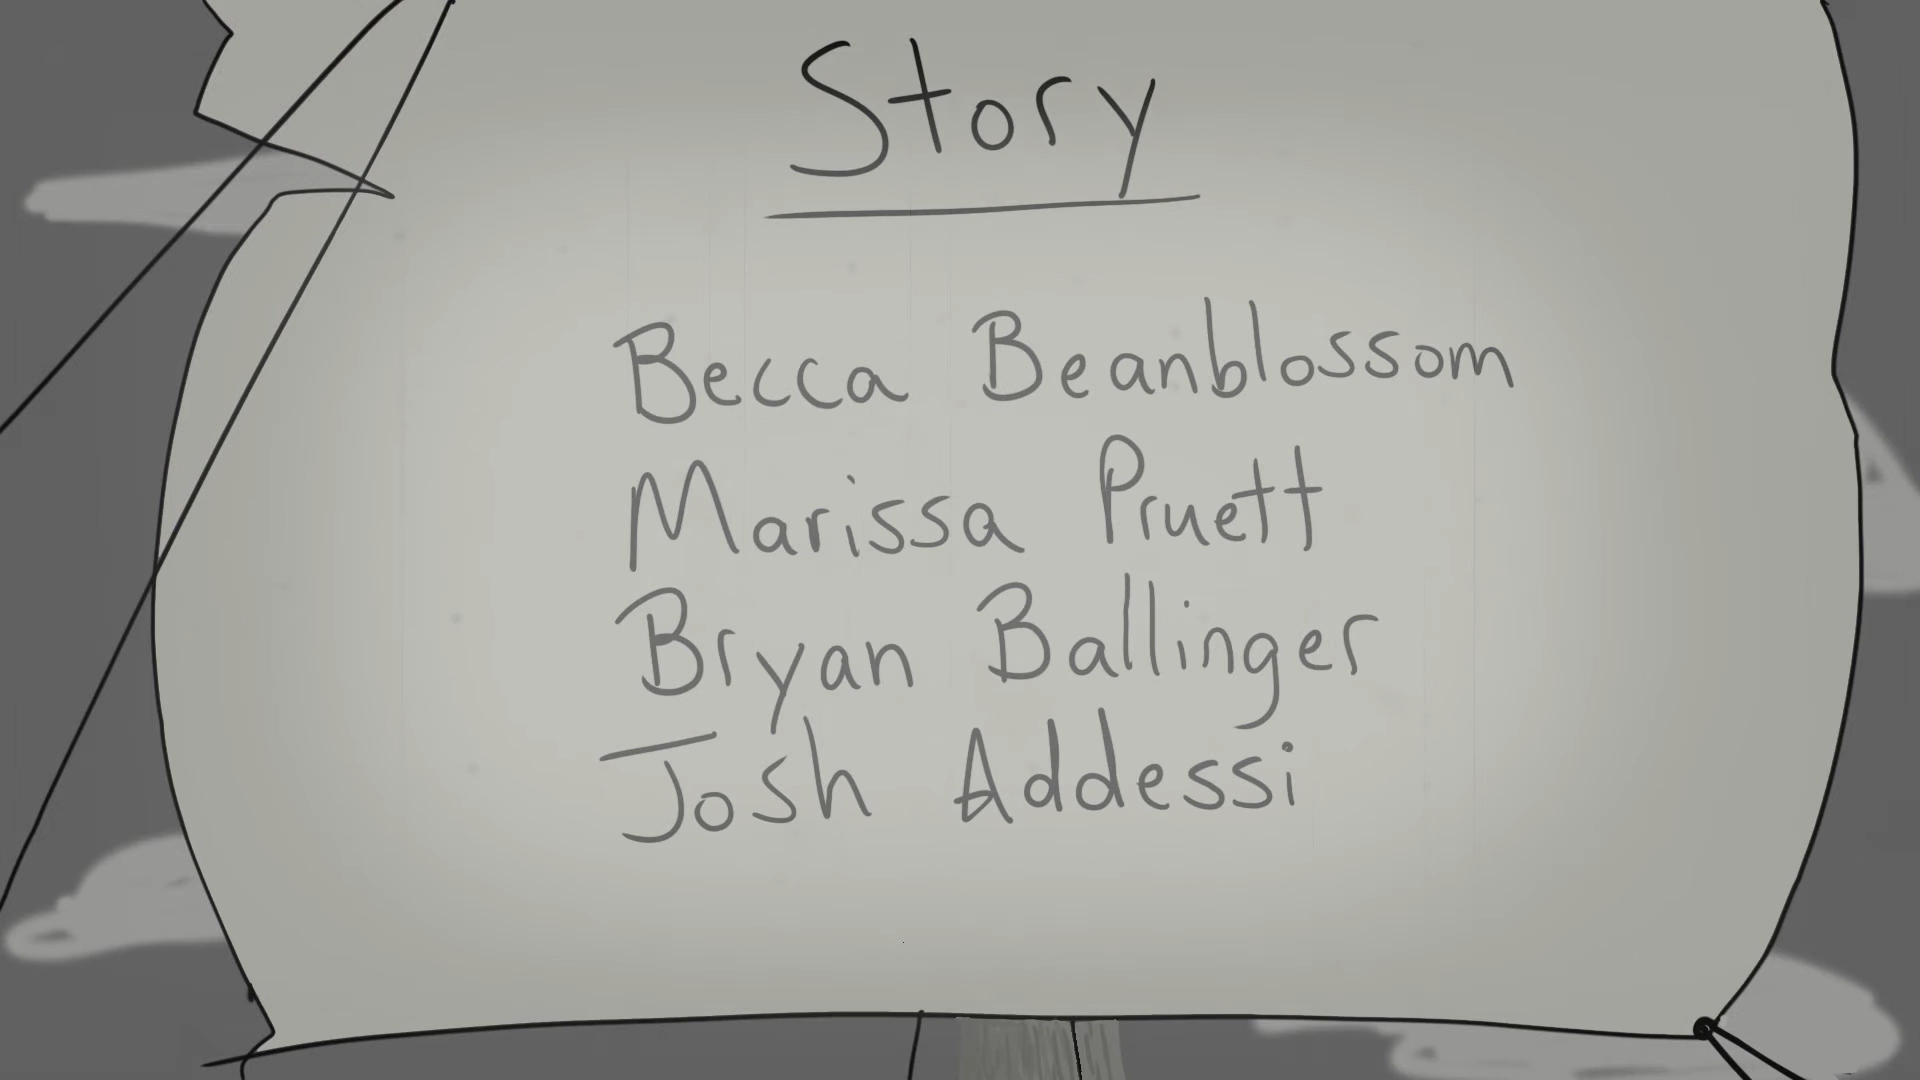 Story
Becca Beanblossom
Marissa Pruett
Bryan Ballinger
Josh Addessi